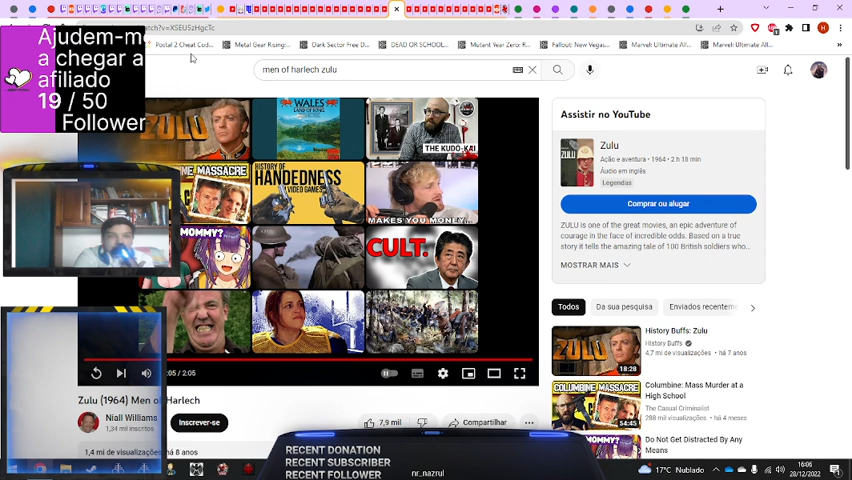 Ajudem-me
a chegar a
afiliado
19 / 50
Follower
Postal 2 Cheat Cod...
Metal Gear Rising:...
Dark Sector Free D...
DEAD OR SCHOOL...
Mutant Year Zero: R...
Fallout: New Vegas...
Marvel: Ultimate All...
Marvel: Ultimate All...
men of harlech zulu
ZULU
WALES
LAND OF SONG
THE KUDO-KAI
MASSACRE
HISTORY OF
HANDEDNESS
VIDEO GAMES
MAKES YOU MONEY...
MOMMY?
CULT.
:05 / 2:05
Zulu (1964) Men of Harlech
Niall Williams
1,34 mil inscritos
Inscrever-se
7,9 mil
Compartilhar
1,4 mi de visualizações há 8 anos
Assistir no YouTube
Zulu
Ação e aventura • 1964 • 2 h 18 min
Áudio em inglês
Legendas
Comprar ou alugar
ZULU is one of the great movies, an epic adventure of
courage in the face of incredible odds. Based on a true
story it tells the amazing tale of 100 British soldiers who...
MOSTRAR MAIS
Todos
Da sua pesquisa
Enviados recentem
ZULU
18:28
History Buffs: Zulu
History Buffs
4,7 mi de visualizações • há 7 anos
COLUMBINE MASSACRE
54:45
Columbine: Mass Murder at a
High School
The Casual Criminalist
288 mil visualizações • há 4 meses
Do Not Get Distracted By Any
Means
RECENT DONATION
RECENT SUBSCRIBER
RECENT FOLLOWER
nr_nazrul
17°C Nublado
16:06
28/12/2022